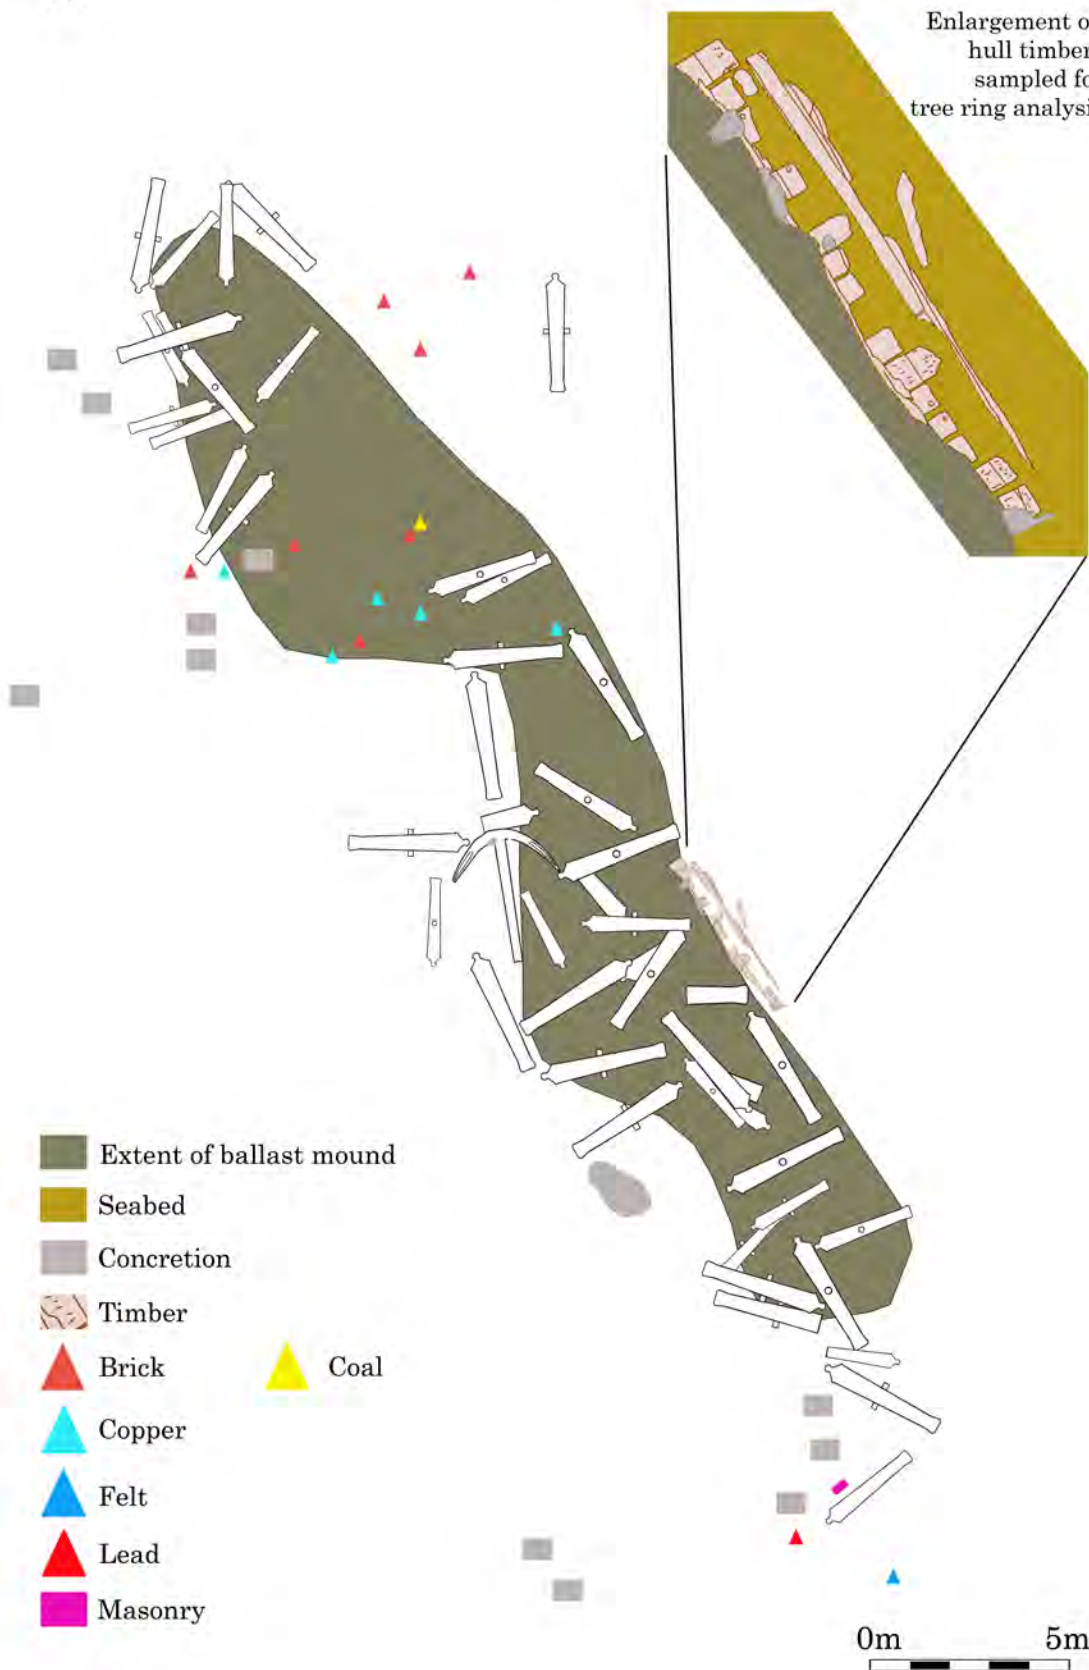 Enlargement o
hull timber
sampled fo
tree ring analysi
Extent of ballast mound
Seabed
Concretion
Timber
Brick
Coal
Copper
Felt
Lead
Masonry
0m 5m